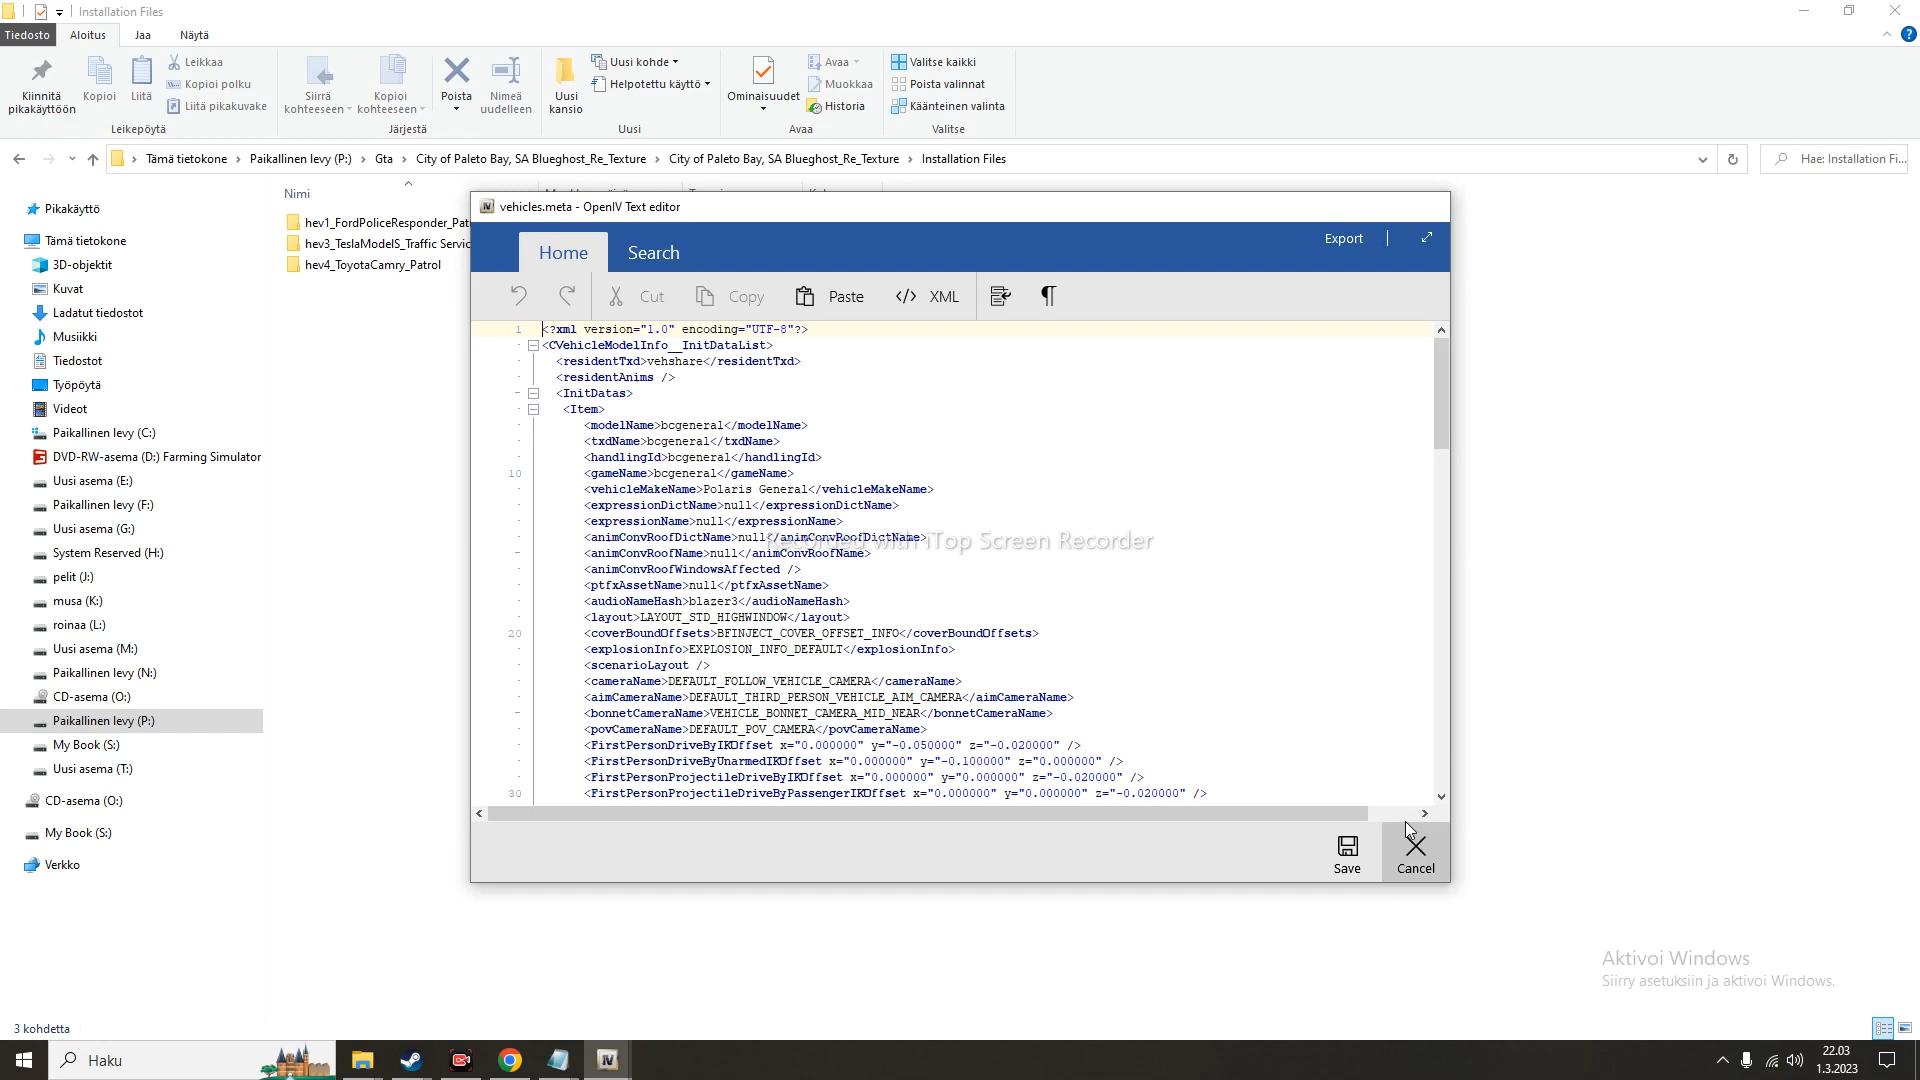 Installation Files
Tiedosto
Aloitus
Jaa
Näytä
Kiinnitä pikakäyttöön
Kopioi
Liitä
Leikkaa
Kopioi polku
Liitä pikakuvake
Leikepöytä
Siirrä kohteeseen
Kopioi kohteeseen
Poista
Nimeä uudelleen
Järjestä
Uusi kansio
Uusi kohde
Helpotettu käyttö
Uusi
Ominaisuudet
Avaa
Muokkaa
Historia
Avaa
Valitse kaikki
Poista valinnat
Käänteinen valinta
Valitse
Tämä tietokone > Paikallinen levy (P:) > Gta > City of Paleto Bay, SA Blueghost_Re_Texture > City of Paleto Bay, SA Blueghost_Re_Texture > Installation Files
Hae: Installation Fi...
Pikakäyttö
Tämä tietokone
3D-objektit
Kuvat
Ladatut tiedostot
Musiikki
Tiedostot
Työpöytä
Videot
Paikallinen levy (C:)
DVD-RW-asema (D:) Farming Simulator
Uusi asema (E:)
Paikallinen levy (F:)
Uusi asema (G:)
System Reserved (H:)
pelit (J:)
musa (K:)
roinaa (L:)
Uusi asema (M:)
Paikallinen levy (N:)
CD-asema (O:)
Paikallinen levy (P:)
My Book (S:)
Uusi asema (T:)
CD-asema (O:)
My Book (S:)
Verkko
Nimi
hev1_FordPoliceResponder_Pat
hev3_TeslaModelS_Traffic Servic
hev4_ToyotaCamry_Patrol
vehicles.meta - OpenIV Text editor
Home
Search
Export
Cut
Copy
Paste
</> XML
1 <?xml version="1.0" encoding="UTF-8"?>
<CVehicleModelInfo__InitDataList>
<residentTxd>vehshare</residentTxd>
<residentAnims />
<InitDatas>
<Item>
<modelName>bcgeneral</modelName>
<txdName>bcgeneral</txdName>
<handlingId>bcgeneral</handlingId>
10 <gameName>bcgeneral</gameName>
<vehicleMakeName>Polaris General</vehicleMakeName>
<expressionDictName>null</expressionDictName>
<expressionName>null</expressionName>
<animConvRoofDictName>null</animConvRoofDictName>
<animConvRoofName>null</animConvRoofName>
<animConvRoofWindowsAffected />
<ptfxAssetName>null</ptfxAssetName>
<audioNameHash>blazer3</audioNameHash>
<layout>LAYOUT_STD_HIGHWINDOW</layout>
20 <coverBoundOffsets>BFINJECT_COVER_OFFSET_INFO</coverBoundOffsets>
<explosionInfo>EXPLOSION_INFO_DEFAULT</explosionInfo>
<scenarioLayout />
<cameraName>DEFAULT_FOLLOW_VEHICLE_CAMERA</cameraName>
<aimCameraName>DEFAULT_THIRD_PERSON_VEHICLE_AIM_CAMERA</aimCameraName>
<bonnetCameraName>VEHICLE_BONNET_CAMERA_MID_NEAR</bonnetCameraName>
<povCameraName>DEFAULT_POV_CAMERA</povCameraName>
<FirstPersonDriveByIKOffset x="0.000000" y="-0.050000" z="-0.020000" />
<FirstPersonDriveByUnarmedIKOffset x="0.000000" y="-0.100000" z="0.000000" />
<FirstPersonProjectileDriveByIKOffset x="0.000000" y="0.000000" z="-0.020000" />
30 <FirstPersonProjectileDriveByPassengerIKOffset x="0.000000" y="0.000000" z="-0.020000" />
Recorded with iTop Screen Recorder
Save
Cancel
Aktivoi Windows
Siirry asetuksiin ja aktivoi Windows.
3 kohdetta
Haku
22.03
1.3.2023